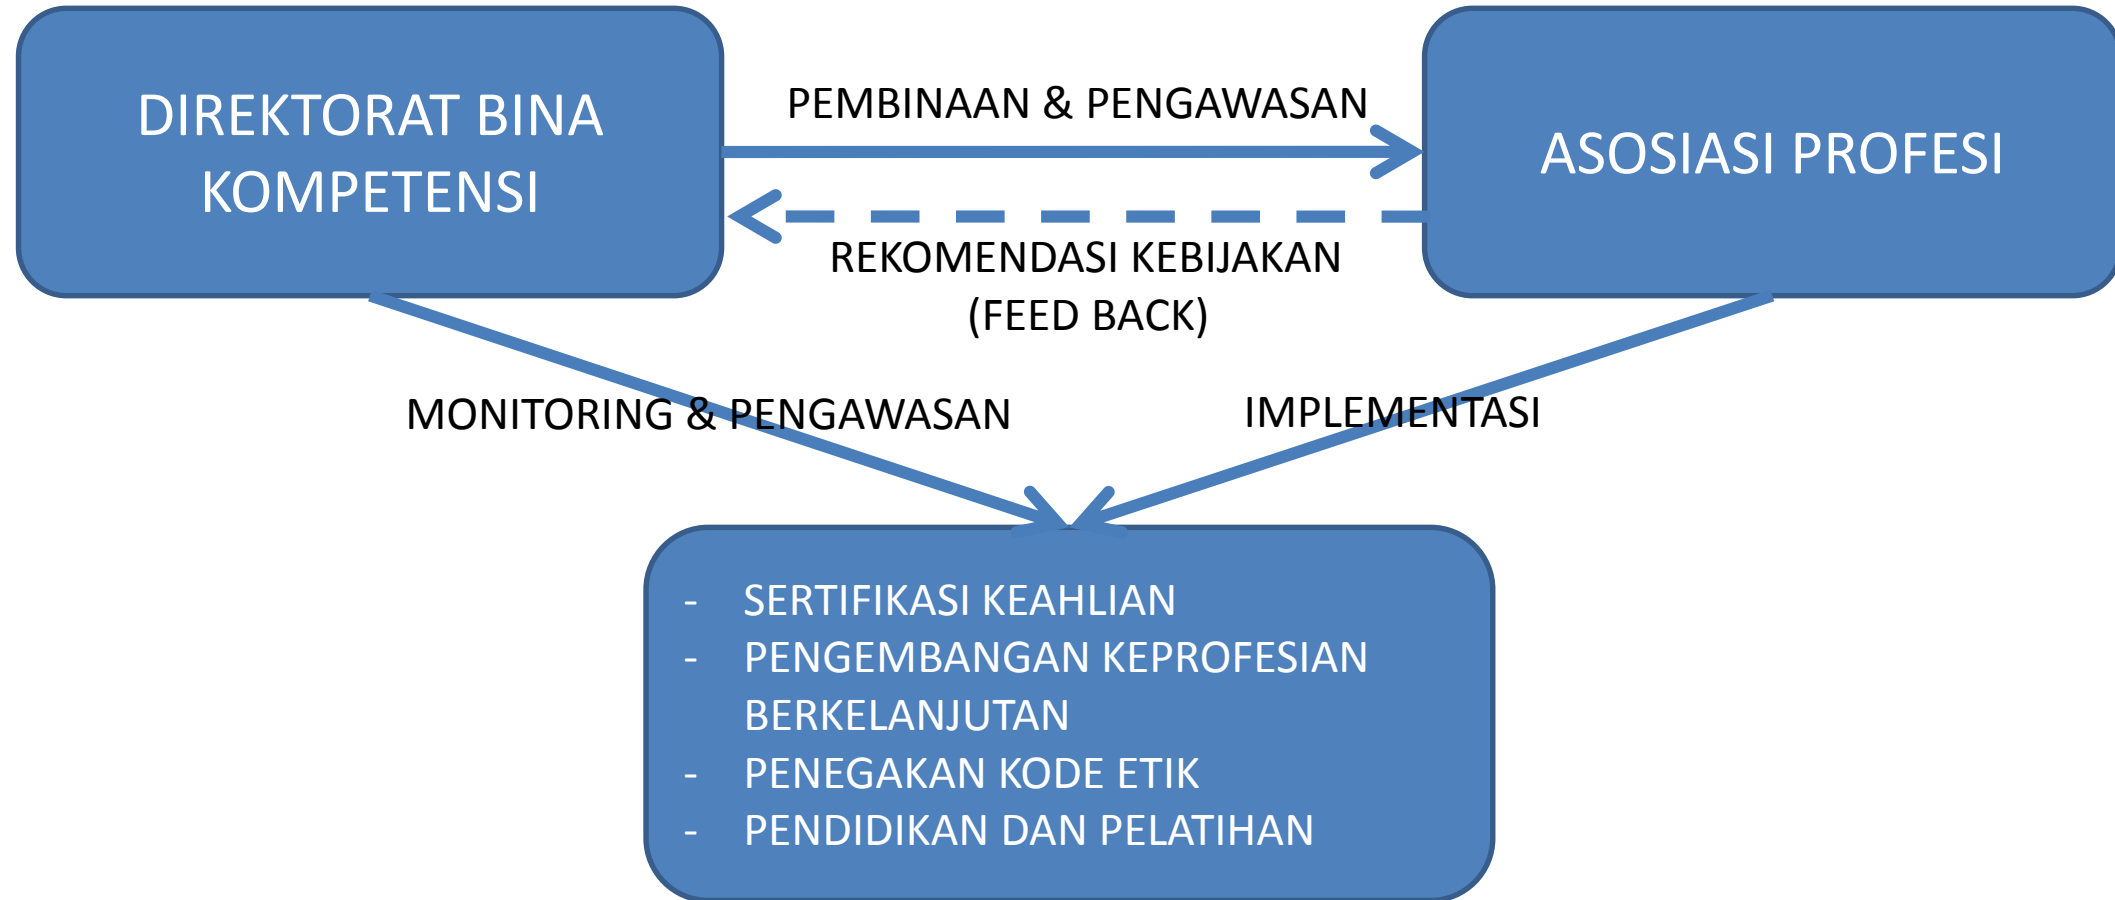 DIREKTORAT BINA
KOMPETENSI
PEMBINAAN & PENGAWASAN
ASOSIASI PROFESI
REKOMENDASI KEBIJAKAN
(FEED BACK)
MONITORING & PENGAWASAN
IMPLEMENTASI
- SERTIFIKASI KEAHLIAN
- PENGEMBANGAN KEPROFESIAN
BERKELANJUTAN
- PENEGAKAN KODE ETIK
- PENDIDIKAN DAN PELATIHAN